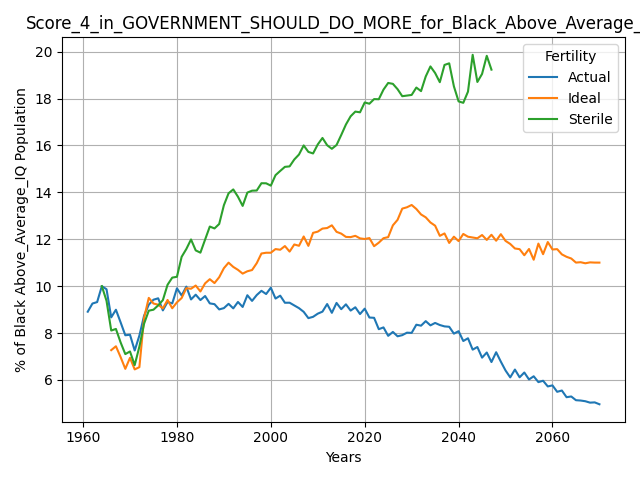 Score_4_in_GOVERNMENT_SHOULD_DO_MORE_for_Black_Above_Average_
% of Black Above_Average_IQ Population
20
18
16
14
12
10
8
6
Fertility
Actual
Ideal
Sterile
1960 1980 2000 2020 2040 2060
Years